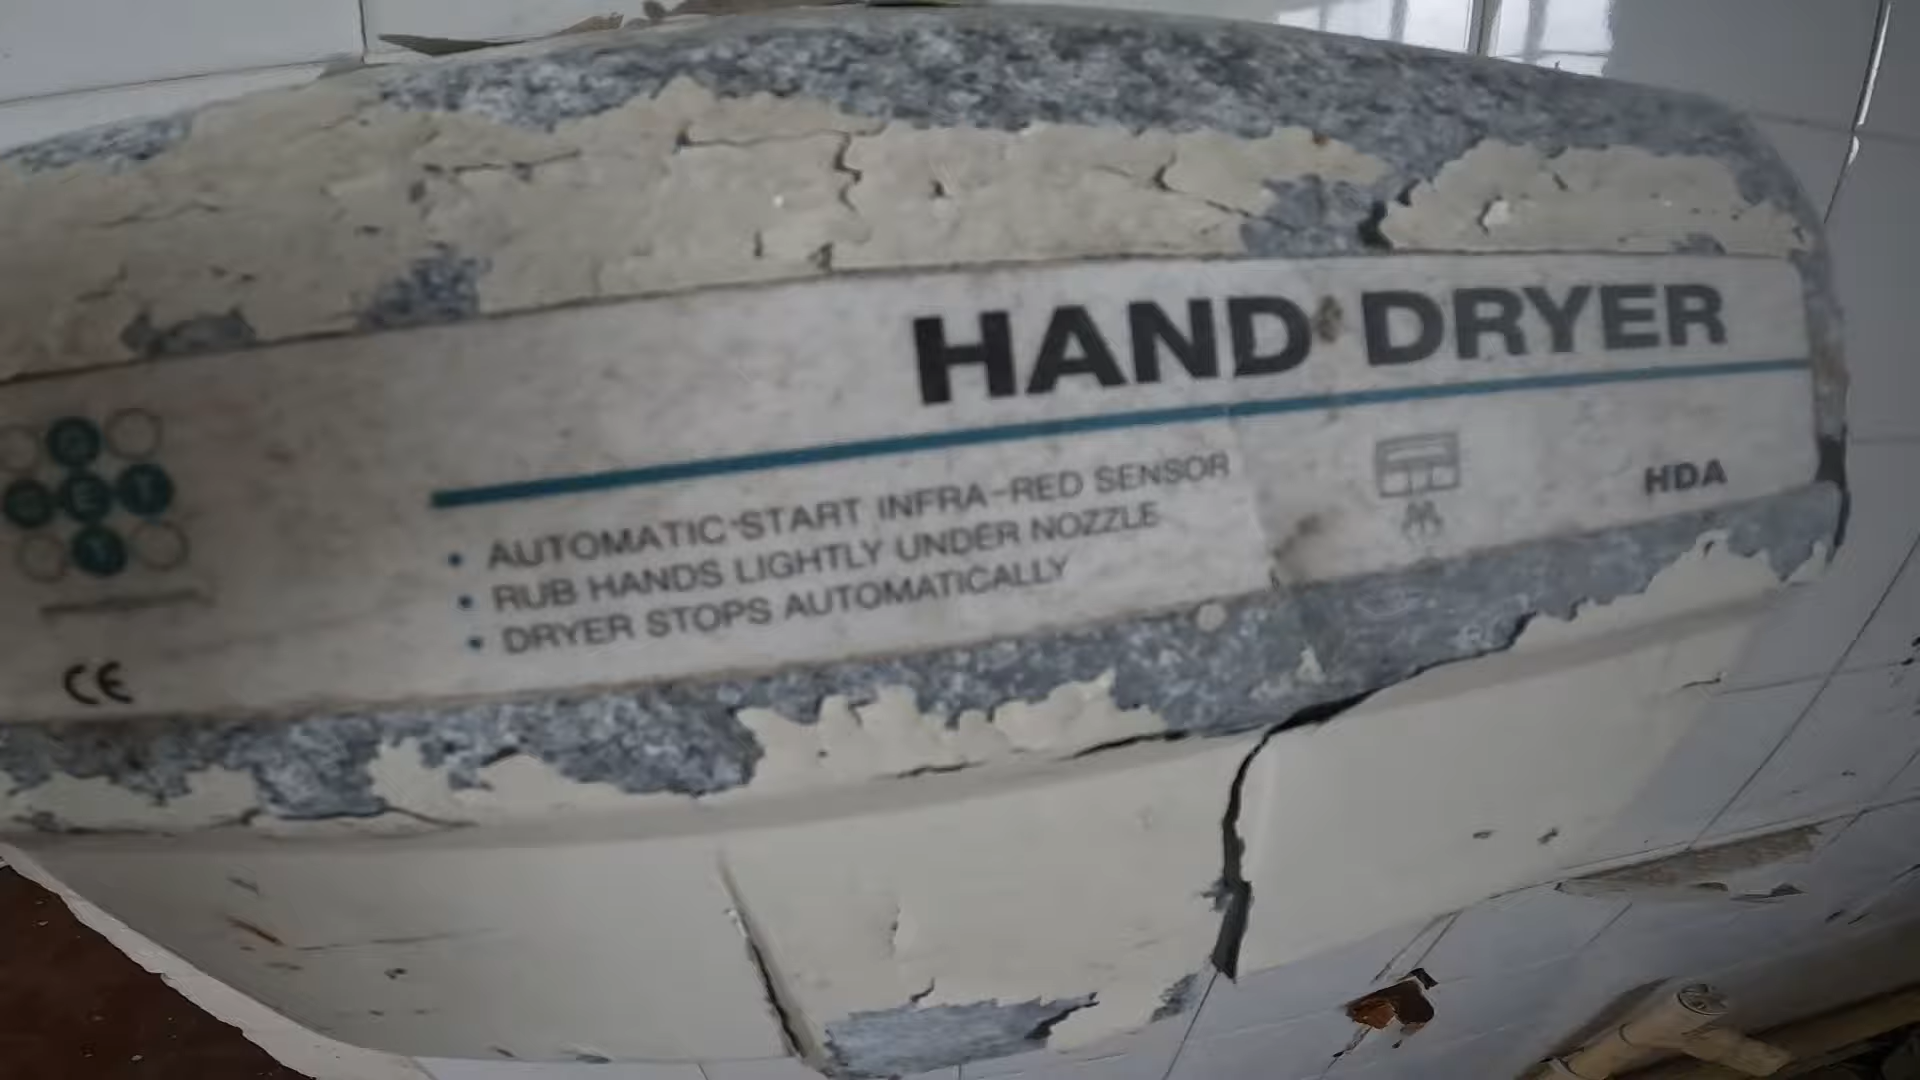 HAND DRYER
• AUTOMATIC START INFRA-RED SENSOR
• RUB HANDS LIGHTLY UNDER NOZZLE
• DRYER STOPS AUTOMATICALLY
HDA
CE